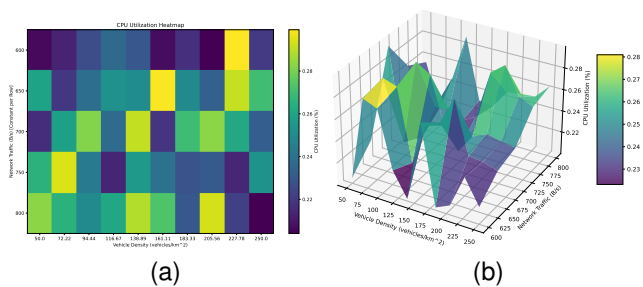 CPU Utilization Heatmap
600
650
700
750
800
Network Traffic (B/s) (Constant per Row)
50.0 72.22 94.44 116.67 138.89 161.11 183.33 205.56 227.78 250.0
Vehicle Density (vehicles/km^2)
0.28
0.26
0.24
0.22
CPU Utilization (%)
(a)
50 75 100 125 150 175 200 225 250
Vehicle Density (vehicles/km^2)
600 625 650 675 700 725 750 775 800
Network Traffic (B/s)
0.28
0.26
0.24
0.22
CPU Utilization (%)
0.28
0.27
0.26
0.25
0.24
0.23
(b)